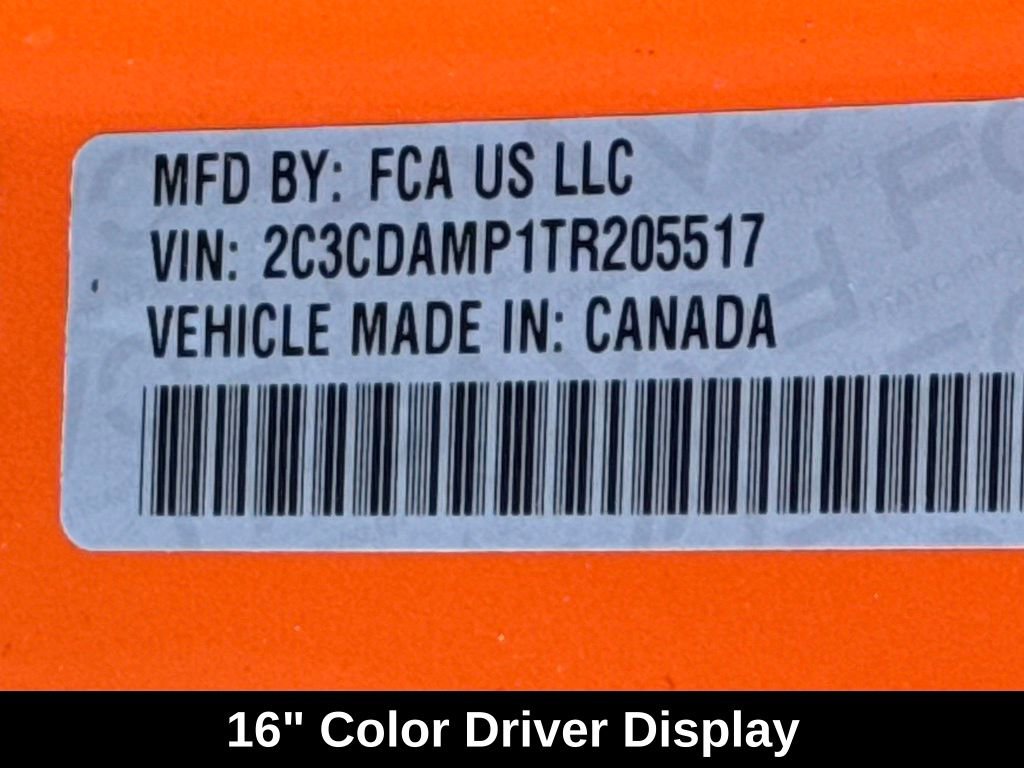 MFD BY: FCA US LLC
VIN: 2C3CDAMP1TR205517
VEHICLE MADE IN: CANADA
16" Color Driver Display